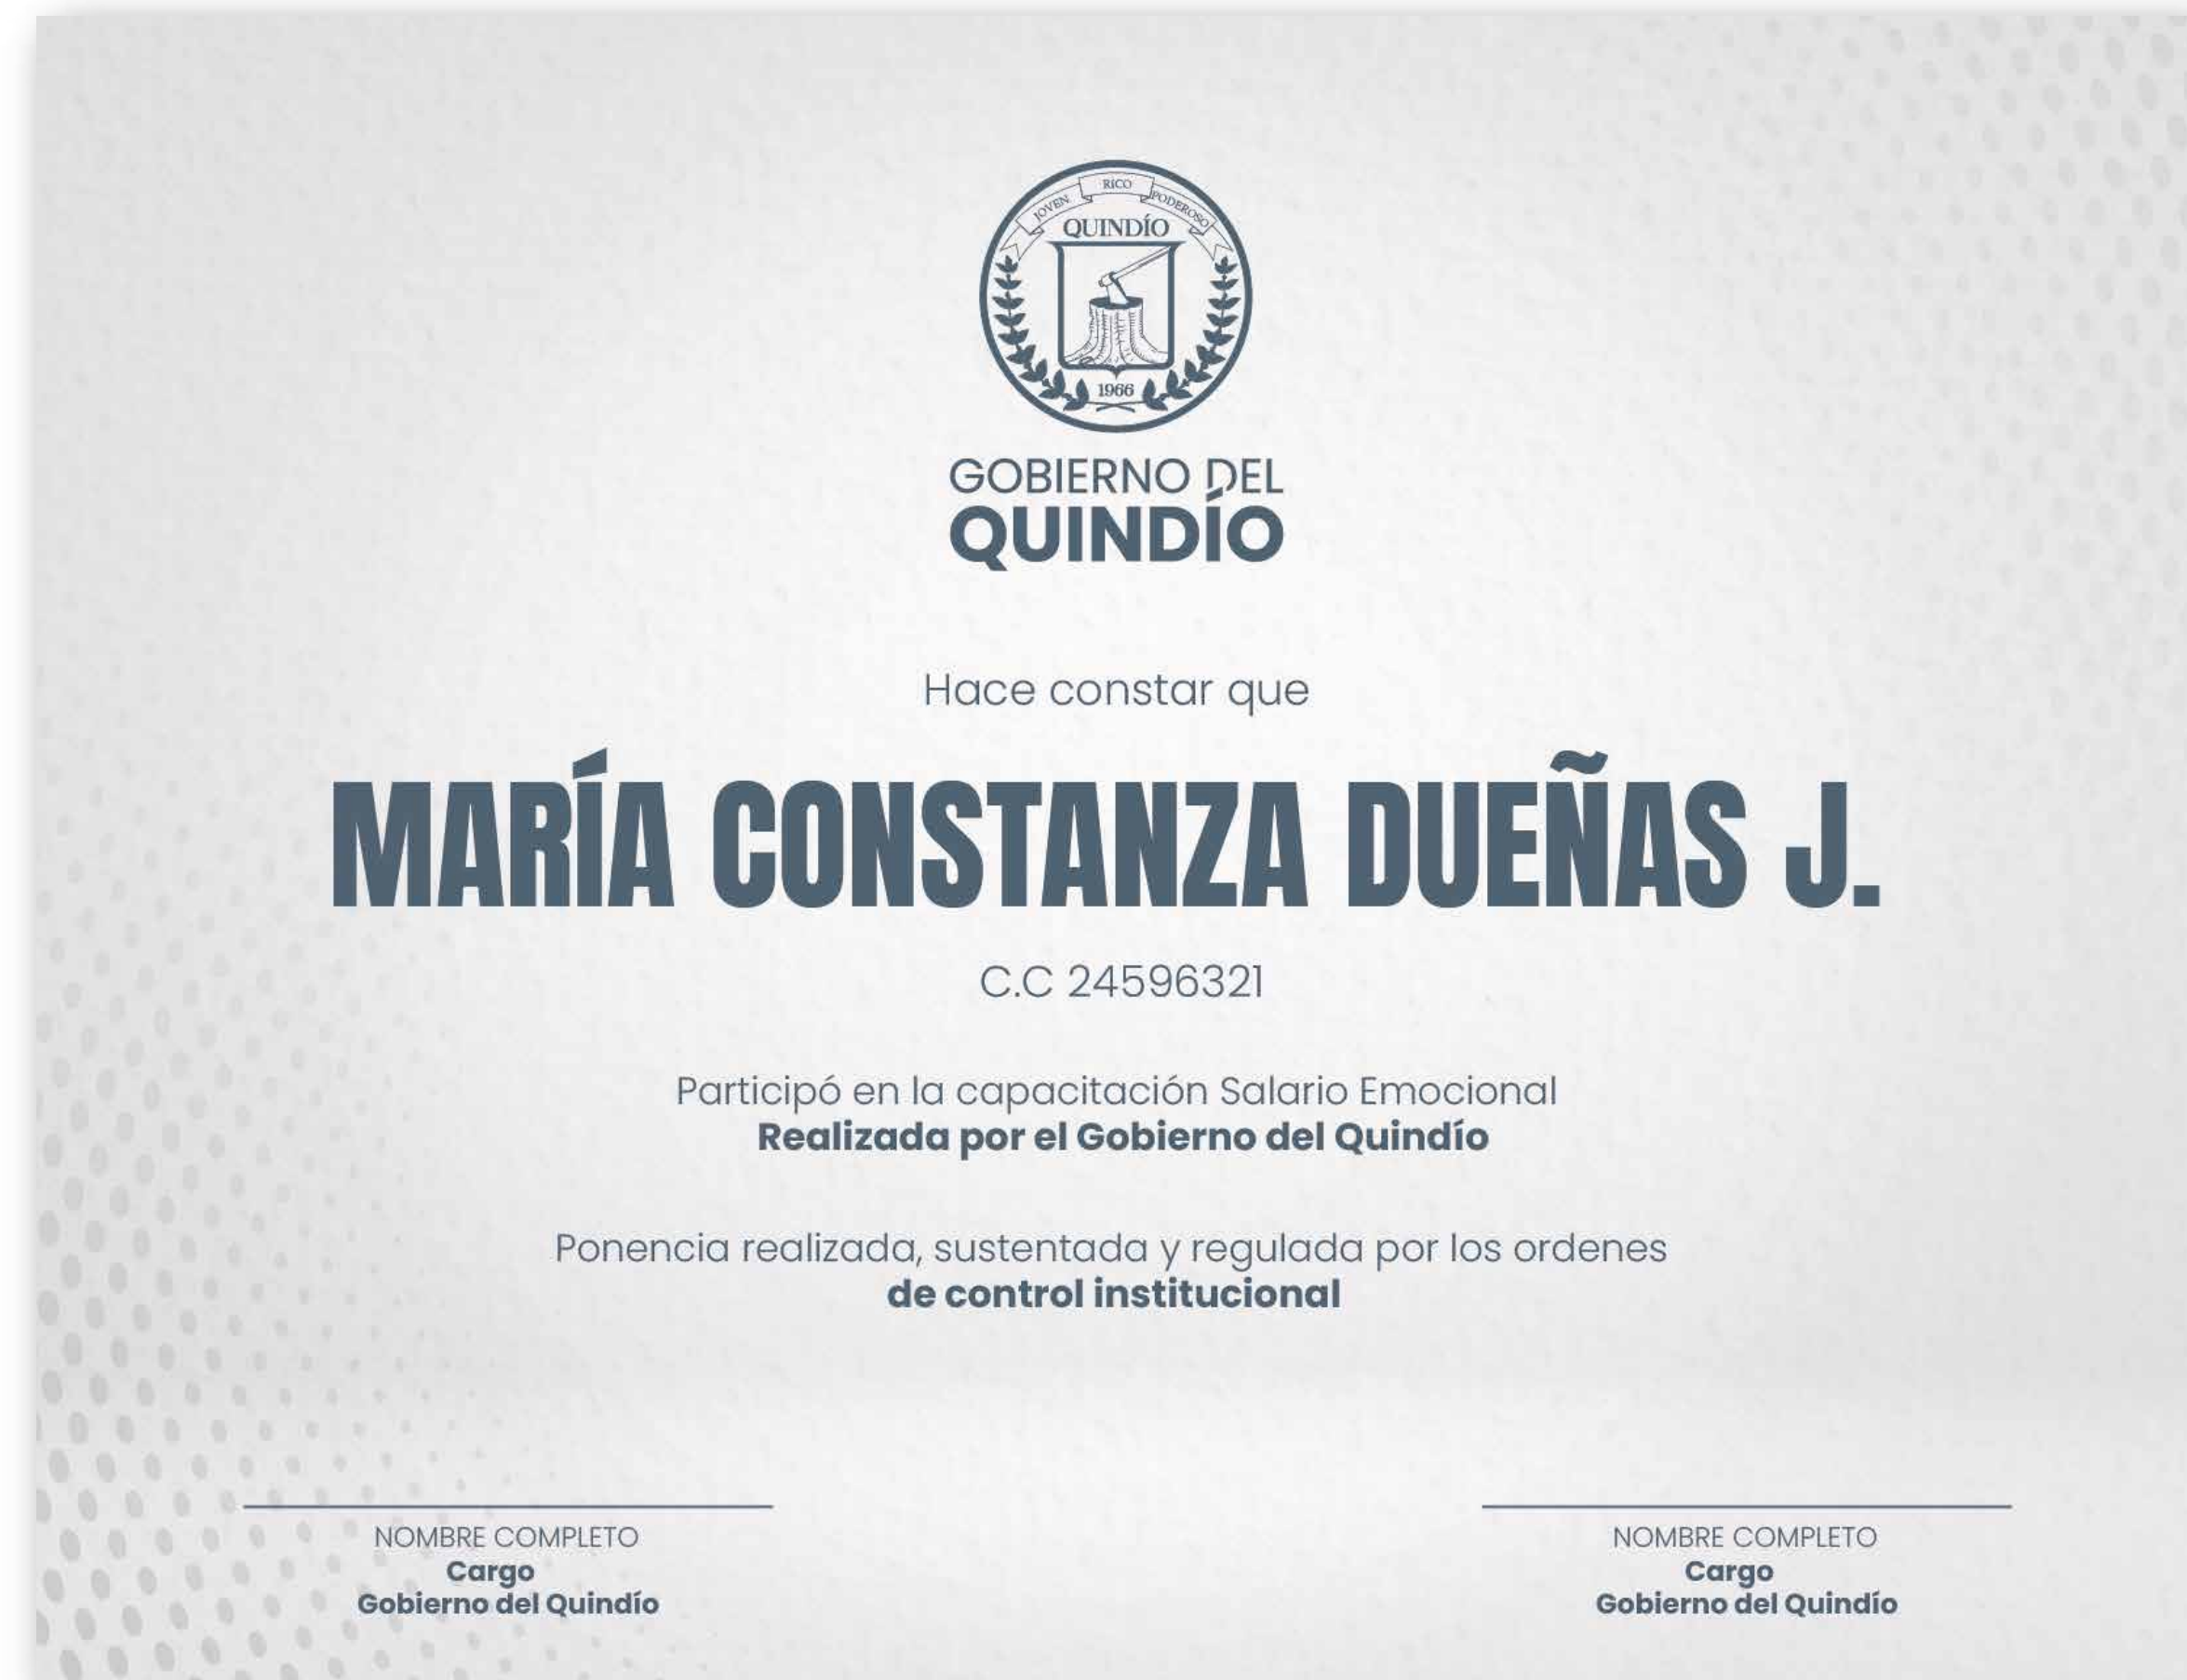 JOVEN RICO PODEROSO
QUINDÍO
1966
GOBIERNO DEL
QUINDÍO
Hace constar que
MARÍA CONSTANZA DUEÑAS J.
C.C 24596321
Participó en la capacitación Salario Emocional
Realizada por el Gobierno del Quindío
Ponencia realizada, sustentada y regulada por los ordenes
de control institucional
NOMBRE COMPLETO
Cargo
Gobierno del Quindío
NOMBRE COMPLETO
Cargo
Gobierno del Quindío